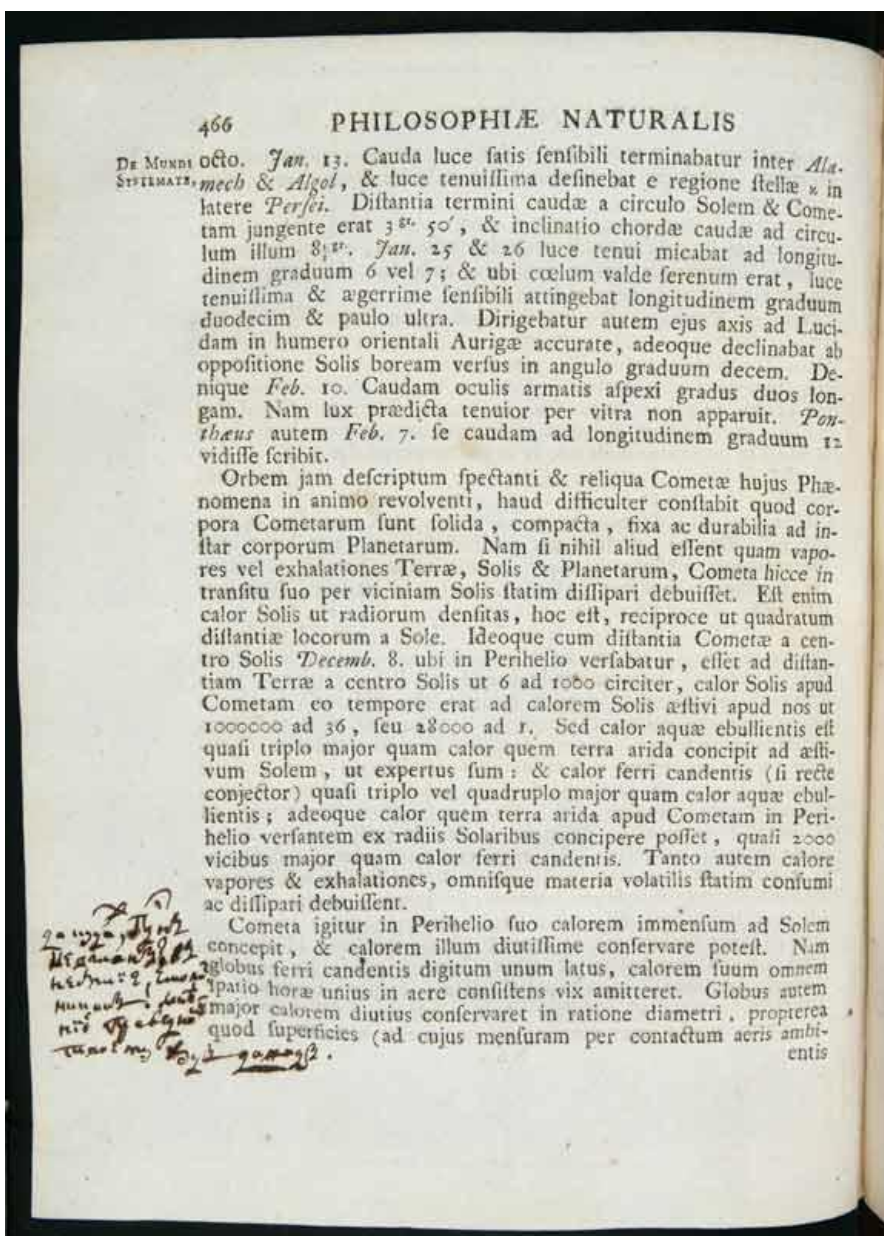 466 PHILOSOPHIÆ NATURALIS
DE MUNDI SYSTEMATE,
octo. Jan. 13. Cauda luce ſatis ſenſibili terminabatur inter Ala-
mech & Algol, & luce tenuiſſima deſinebat e regione ſtellæ κ in
latere Perſei. Diſtantia termini caudæ a circulo Solem & Come-
tam jungente erat 3 gr. 50′, & inclinatio chordæ caudæ ad circu-
lum illum 8½ gr. Jan. 25 & 26 luce tenui micabat ad longitu-
dinem graduum 6 vel 7; & ubi cœlum valde ſerenum erat, luce
tenuiſſima & ægerrime ſenſibili attingebat longitudinem graduum
duodecim & paulo ultra. Dirigebatur autem ejus axis ad Luci-
dam in humero orientali Aurigæ accurate, adeoque declinabat ab
oppoſitione Solis boream verſus in angulo graduum decem. De-
nique Feb. 10. Caudam oculis armatis aſpexi gradus duos lon-
gam. Nam lux prædicta tenuior per vitra non apparuit. Pon-
thæus autem Feb. 7. ſe caudam ad longitudinem graduum 12
vidiſſe ſcribit.
Orbem jam deſcriptum ſpectanti & reliqua Cometæ hujus Phæ-
nomena in animo revolventi, haud difficulter conſtabit quod cor-
pora Cometarum ſunt ſolida, compacta, fixa ac durabilia ad in-
ſtar corporum Planetarum. Nam ſi nihil aliud eſſent quam vapo-
res vel exhalationes Terræ, Solis & Planetarum, Cometa hicce in
tranſitu ſuo per viciniam Solis ſtatim diſſipari debuiſſet. Eſt enim
calor Solis ut radiorum denſitas, hoc eſt, reciproce ut quadratum
diſtantiæ locorum a Sole. Ideoque cum diſtantia Cometæ a cen-
tro Solis Decemb. 8. ubi in Perihelio verſabatur, eſſet ad diſtan-
tiam Terræ a centro Solis ut 6 ad 1000 circiter, calor Solis apud
Cometam eo tempore erat ad calorem Solis æſtivi apud nos ut
1000000 ad 36, ſeu 28000 ad 1. Sed calor aquæ ebullientis eſt
quaſi triplo major quam calor quem terra arida concipit ad æſti-
vum Solem, ut expertus ſum: & calor ferri candentis (ſi recte
conjector) quaſi triplo vel quadruplo major quam calor aquæ ebul-
lientis; adeoque calor quem terra arida apud Cometam in Peri-
helio verſantem ex radiis Solaribus concipere poſſet, quaſi 2000
vicibus major quam calor ferri candentis. Tanto autem calore
vapores & exhalationes, omniſque materia volatilis ſtatim conſumi
ac diſſipari debuiſſent.
Cometa igitur in Perihelio ſuo calorem immenſum ad Solem
concepit, & calorem illum diutiſſime conſervare poteſt. Nam
globus ferri candentis digitum unum latus, calorem ſuum omnem
ſpatio horæ unius in aere conſiſtens vix amitteret. Globus autem
major calorem diutius conſervaret in ratione diametri, propterea
quod ſuperficies (ad cujus menſuram per contactum aeris ambi-
entis